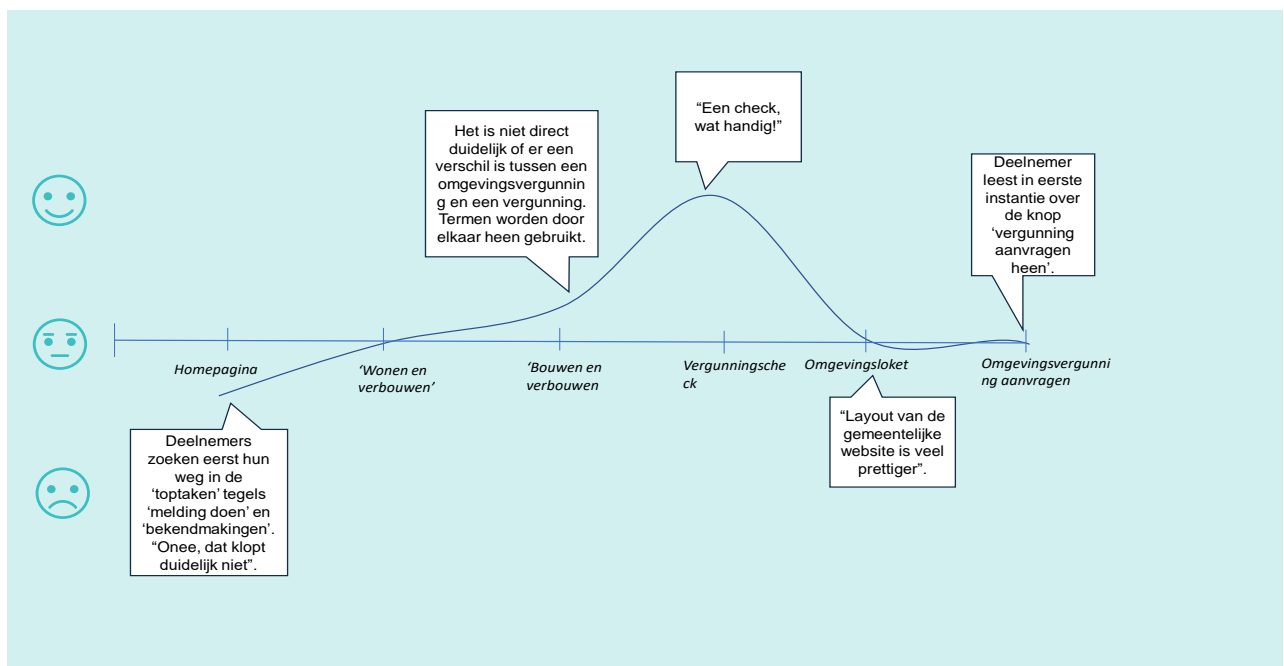 “Een check,
wat handig!”
Het is niet direct
duidelijk of er een
verschil is tussen een
omgevingsvergunnin
g en een vergunning.
Termen worden door
elkaar heen gebruikt.
Deelnemer
leest in eerste
instantie over
de knop
‘vergunning
aanvragen
heen’.
Homepagina
‘Wonen en
verbouwen’
‘Bouwen en
verbouwen
Vergunningsche
ck
Omgevingsloket
Omgevingsvergunni
ng aanvragen
Deelnemers
zoeken eerst hun
weg in de
‘toptaken’ tegels
‘melding doen’ en
‘bekendmakingen’.
“Onee, dat klopt
duidelijk niet”.
“Layout van de
gemeentelijke
website is veel
prettiger”.